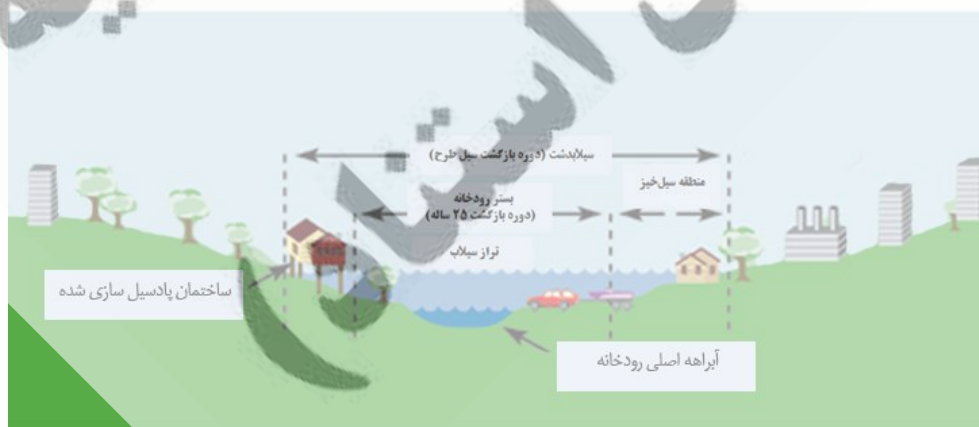 سیلابدشت (دوره بازگشت سیل طرح)
منطقه سیل‌خیز
بستر رودخانه
(دوره بازگشت ۲۵ ساله)
تراز سیلاب
ساختمان پادسیل سازی شده
آبراهه اصلی رودخانه